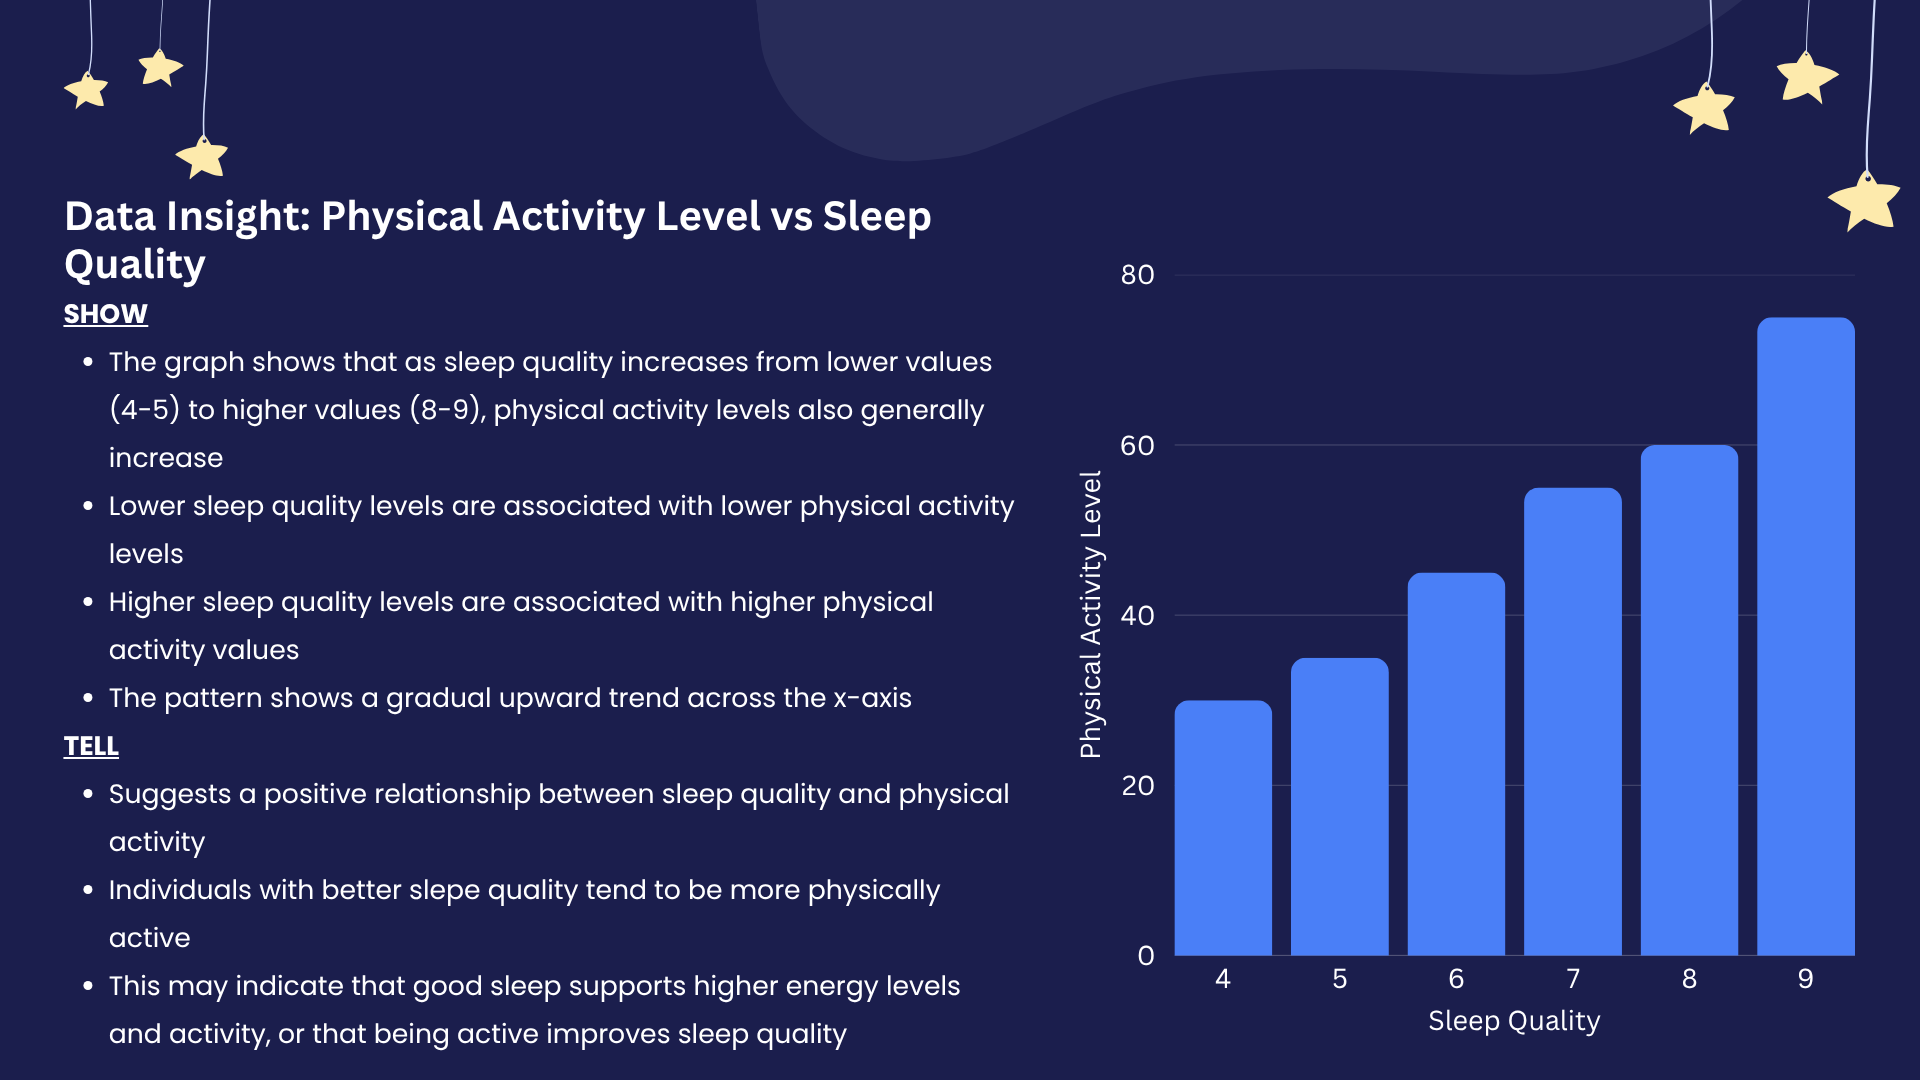 Data Insight: Physical Activity Level vs Sleep
Quality
SHOW
• The graph shows that as sleep quality increases from lower values
(4-5) to higher values (8-9), physical activity levels also generally
increase
• Lower sleep quality levels are associated with lower physical activity
levels
• Higher sleep quality levels are associated with higher physical
activity values
• The pattern shows a gradual upward trend across the x-axis
TELL
• Suggests a positive relationship between sleep quality and physical
activity
• Individuals with better slepe quality tend to be more physically
active
• This may indicate that good sleep supports higher energy levels
and activity, or that being active improves sleep quality
Physical Activity Level
80
60
40
20
0
4 5 6 7 8 9
Sleep Quality